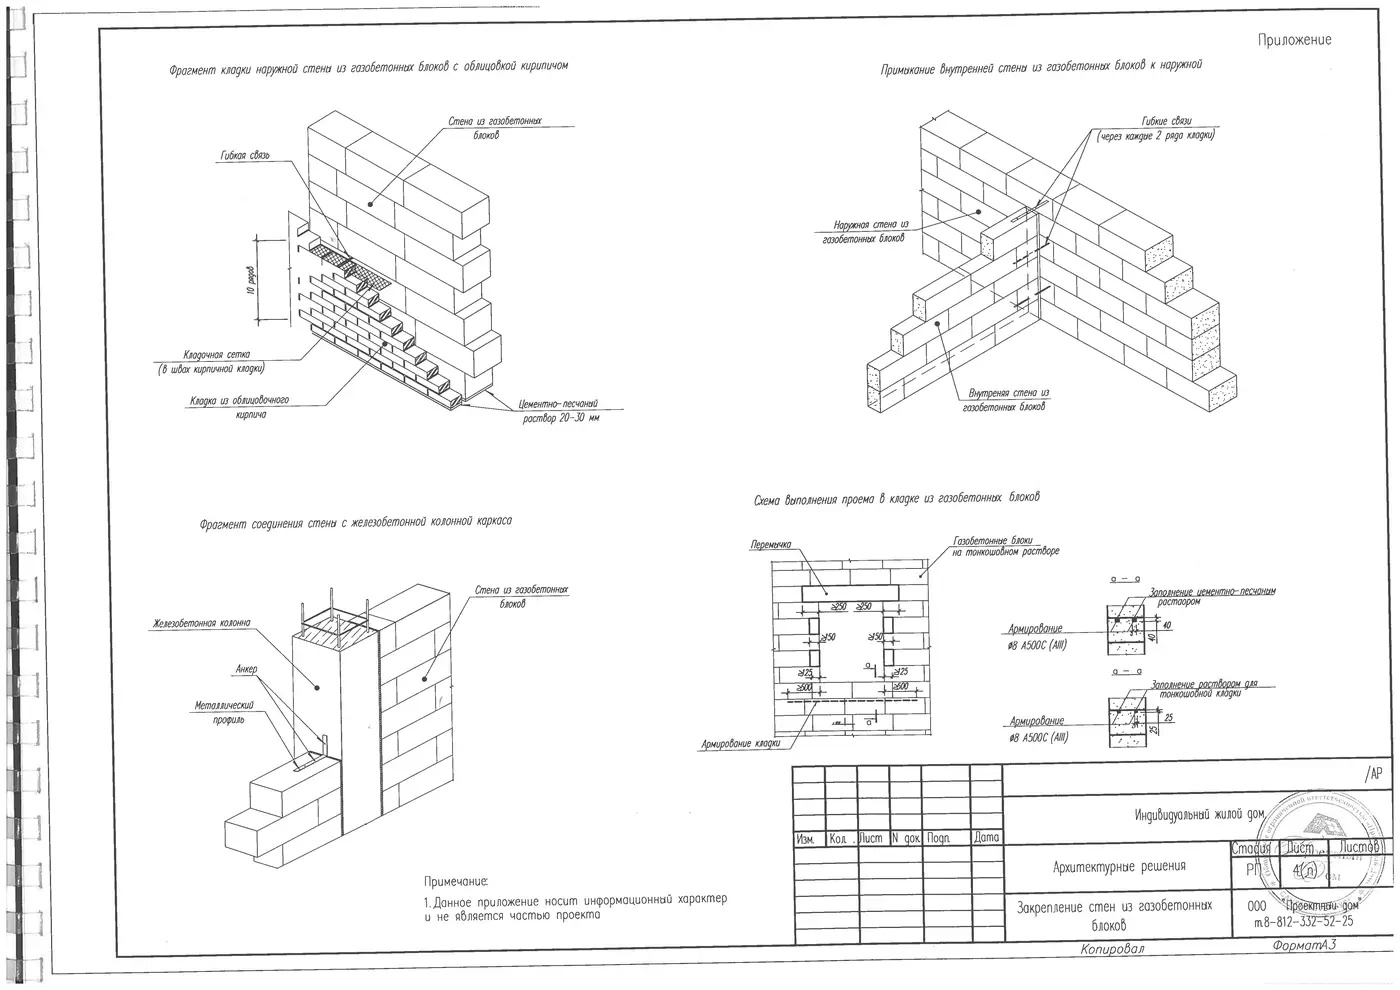 Приложение
Фрагмент кладки наружной стены из газобетонных блоков с облицовкой кирипичом
Стена из газобетонных
блоков
Гибкая связь
10 рядов
Кладочная сетка
(в швах кирпичной кладки)
Кладка из облицовочного
кирпича
Цементно-песчаный
раствор 20-30 мм
Примыкание внутренней стены из газобетонных блоков к наружной
Гибкие связи
(через каждые 2 ряда кладки)
Наружная стена из
газобетонных блоков
Внутреняя стена из
газобетонных блоков
Фрагмент соединения стены с железобетонной колонной каркаса
Стена из газобетонных
блоков
Железобетонная колонна
Анкер
Металлический
профиль
Схема выполнения проема в кладке из газобетонных блоков
Перемычка
Газобетонные блоки
на тонкошовном растворе
≥250 ≥250
≥150 ≥150
а
≥125 ≥125
≥500 ≥500
а
Армирование кладки
а - а
Заполнение цементно-песчаным
раствором
Армирование
ø8 А500С (АIII)
40
40
а - а
Заполнение раствором для
тонкошовной кладки
Армирование
ø8 А500С (АIII)
25
25
Примечание:
1. Данное приложение носит информационный характер
и не является частью проекта
/АР
Индивидуальный жилой дом
Изм. Кол. Лист N док. Подп. Дата
Архитектурные решения
Стадия Лист Листов
РП 4(л)
Закрепление стен из газобетонных
блоков
ООО Проектный дом
т.8-812-332-52-25
Копировал
ФорматА3